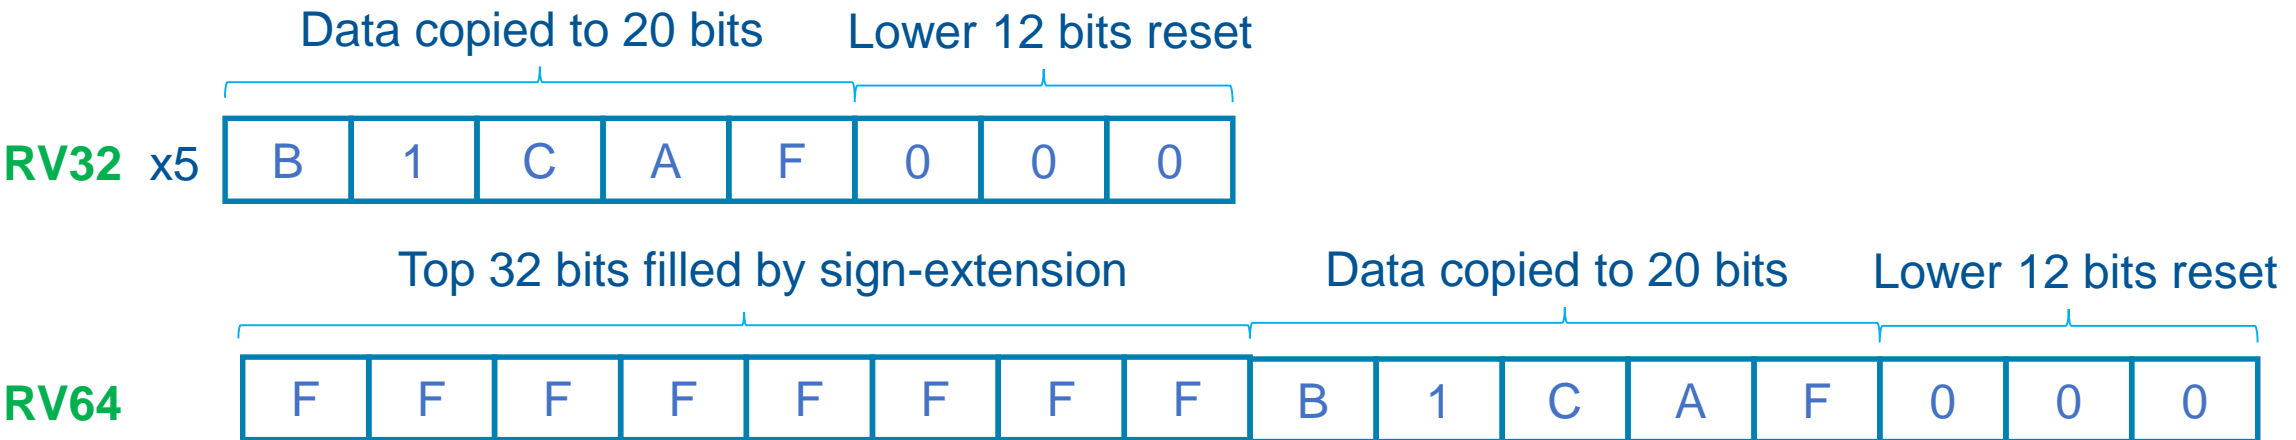 Data copied to 20 bits Lower 12 bits reset
RV32 x5 B 1 C A F 0 0 0
Top 32 bits filled by sign-extension Data copied to 20 bits Lower 12 bits reset
RV64 F F F F F F F F B 1 C A F 0 0 0